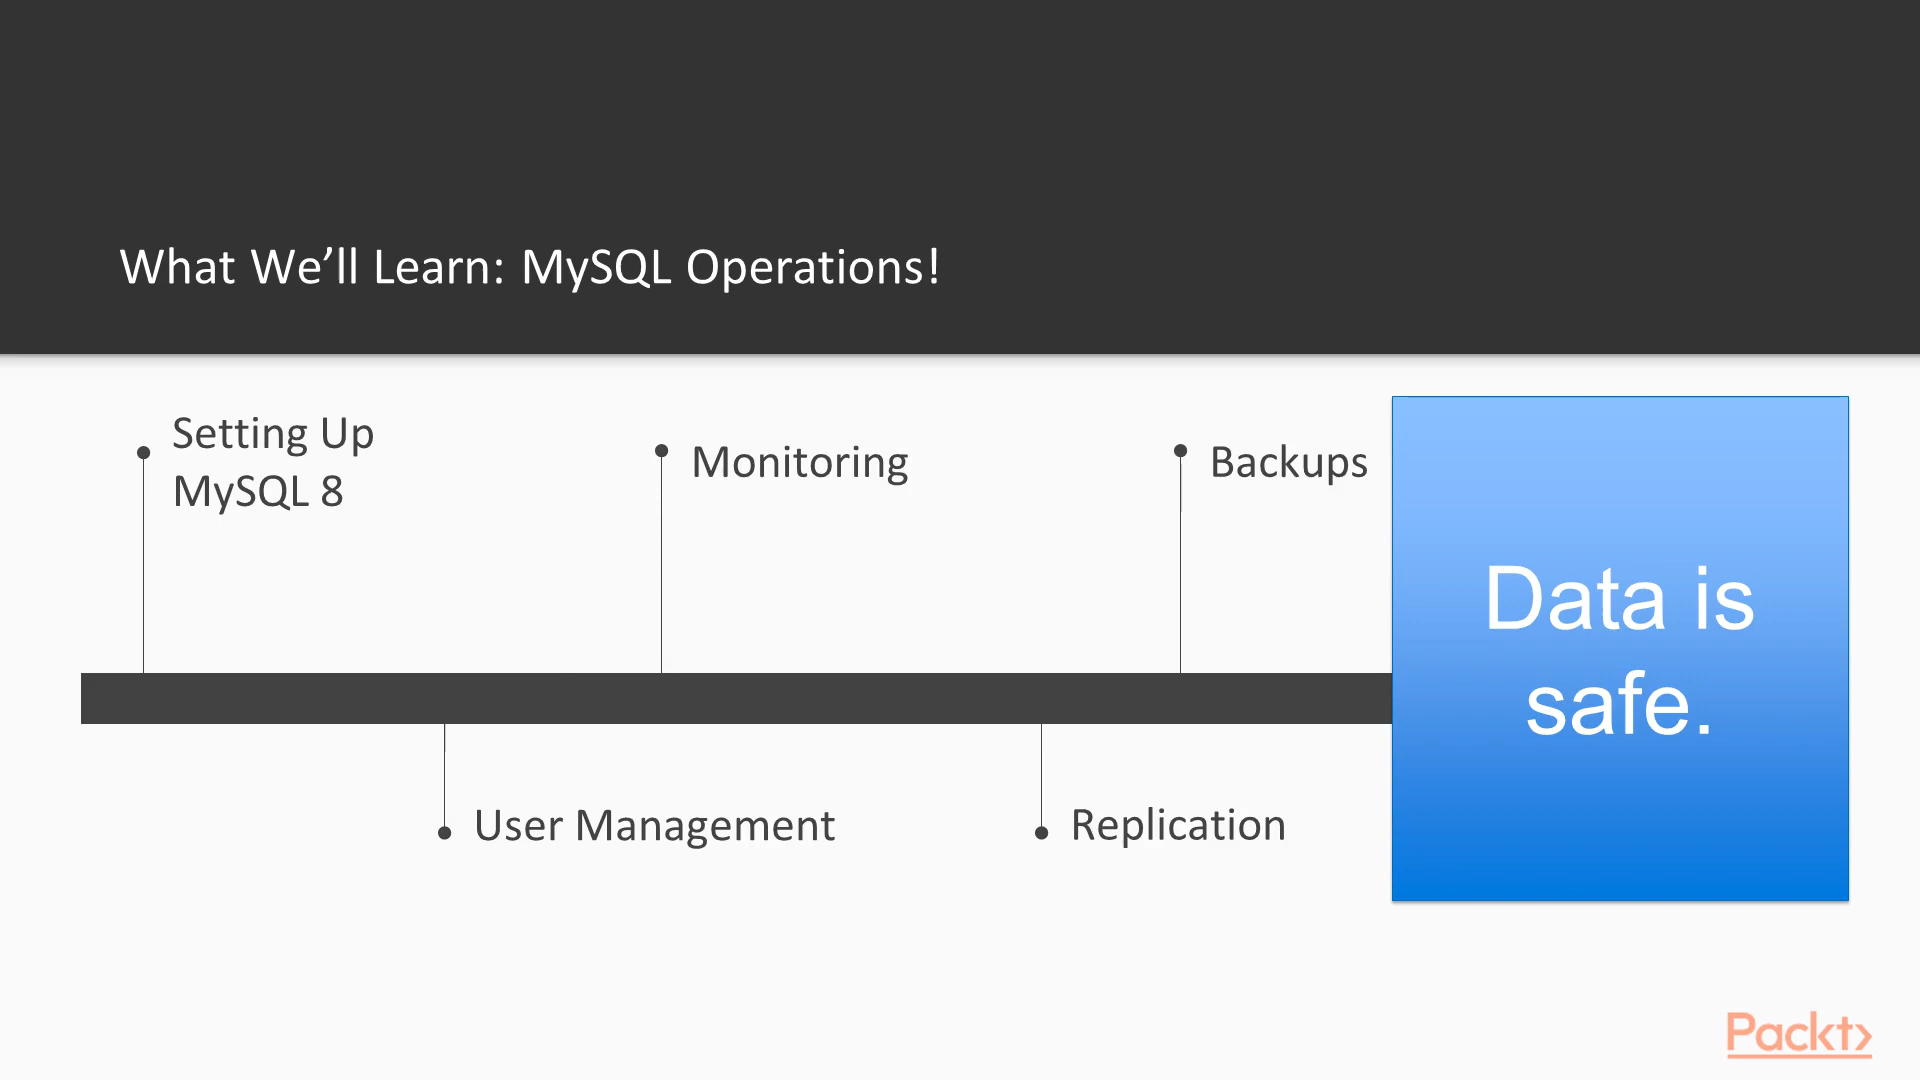 What We’ll Learn: MySQL Operations!
Setting Up
MySQL 8
Monitoring
Backups
Data is
safe.
User Management
Replication
Packt>